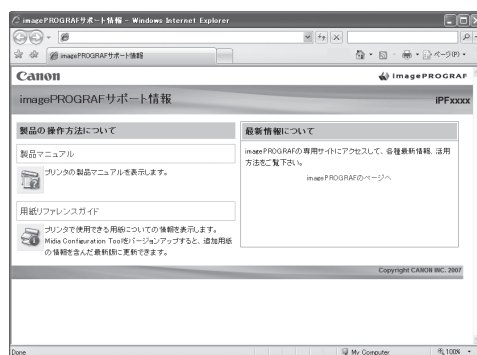 imagePROGRAFサポート情報 - Windows Internet Explorer
imagePROGRAFサポート情報
ページ(P)
Canon
imagePROGRAF
imagePROGRAFサポート情報
iPFxxxx
製品の操作方法について
製品マニュアル
プリンタの製品マニュアルを表示します。
用紙リファレンスガイド
プリンタで使用できる用紙についての情報を表示します。
Midia Configuration Toolをバージョンアップすると、追加用紙
の情報を含んだ最新版に更新できます。
最新情報について
imagePROGRAFの専用サイトにアクセスして、各種最新情報、活用
方法をご覧下さい。
imagePROGRAFのページへ
Copyright CANON INC. 2007
Done
My Computer
100%